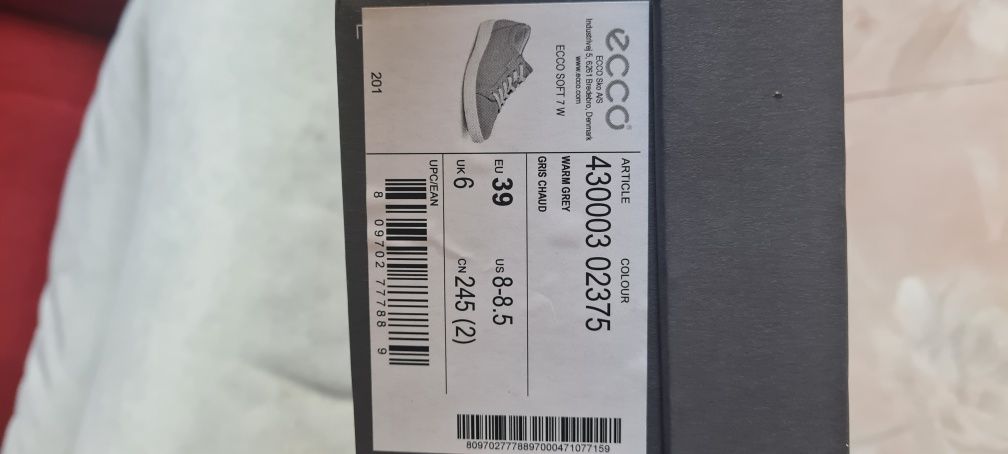 ecco®
ECCO Sko A/S
Industrivej 5, 6261 Bredebro, Denmark
www.ecco.com
ECCO SOFT 7 W
201
ARTICLE COLOUR
430003 02375
WARM GREY
GRIS CHAUD
EU 39 US 8-8.5
UK 6 CN 245 (2)
UPC/EAN
8 09702 77788 9
8097027778897000471077159